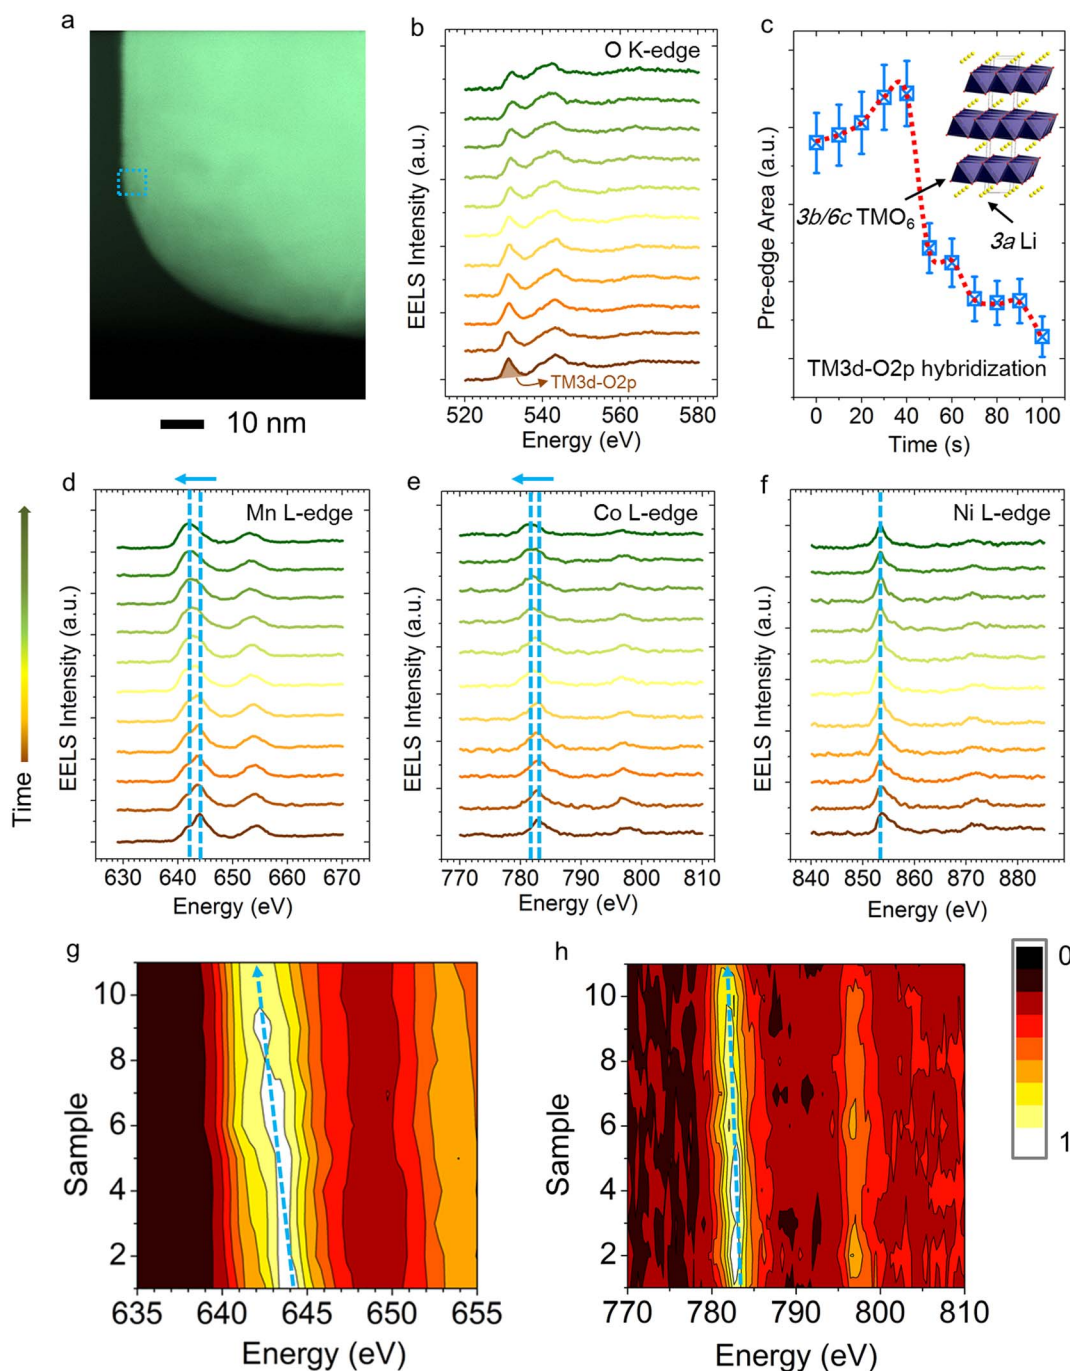 a
10 nm
b
O K-edge
EELS Intensity (a.u.)
TM3d-O2p
520 540 560 580
Energy (eV)
c
Pre-edge Area (a.u.)
3b/6c TMO6
3a Li
TM3d-O2p hybridization
0 20 40 60 80 100
Time (s)
Time
d
Mn L-edge
EELS Intensity (a.u.)
630 640 650 660 670
Energy (eV)
e
Co L-edge
EELS Intensity (a.u.)
770 780 790 800 810
Energy (eV)
f
Ni L-edge
EELS Intensity (a.u.)
840 850 860 870 880
Energy (eV)
g
Sample
10
8
6
4
2
635 640 645 650 655
Energy (eV)
h
Sample
10
8
6
4
2
770 780 790 800 810
Energy (eV)
0
1